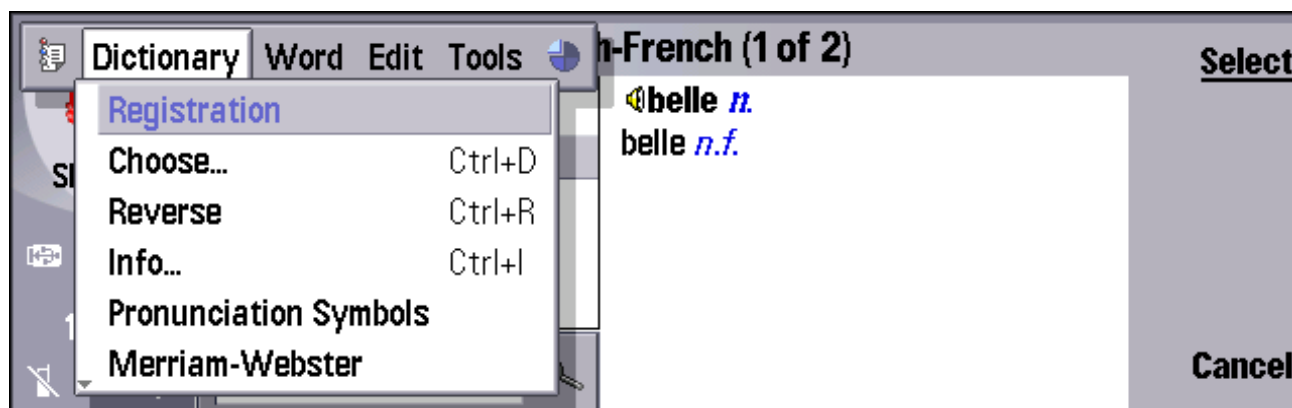 Dictionary Word Edit Tools
h-French (1 of 2)
Select
Registration
Choose... Ctrl+D
Reverse Ctrl+R
Info... Ctrl+I
Pronunciation Symbols
Merriam-Webster
belle n.
belle n.f.
Cancel